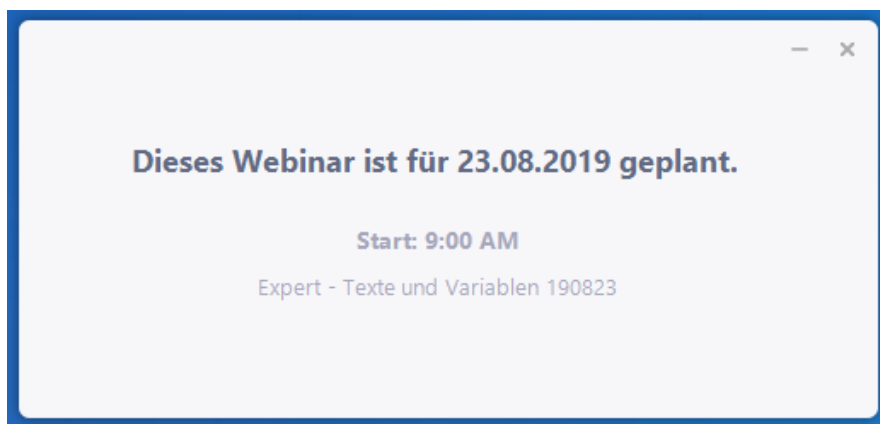 Dieses Webinar ist für 23.08.2019 geplant.
Start: 9:00 AM
Expert - Texte und Variablen 190823